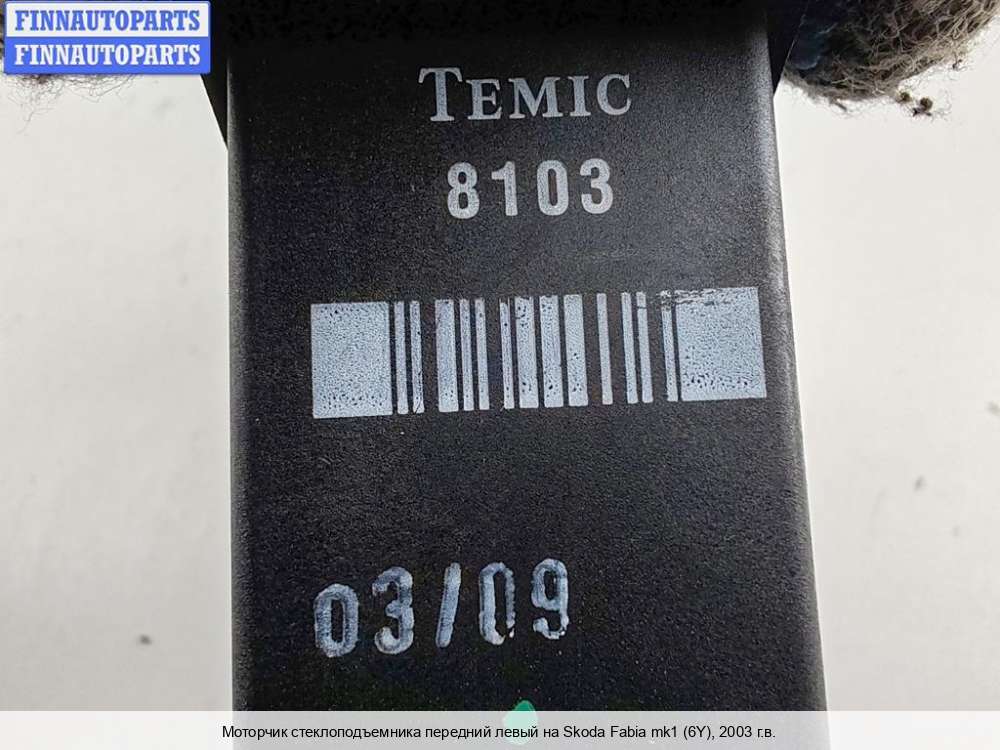 FINNAUTOPARTS
FINNAUTOPARTS
TEMIC
8103
03/09
Моторчик стеклоподъемника передний левый на Skoda Fabia mk1 (6Y), 2003 г.в.